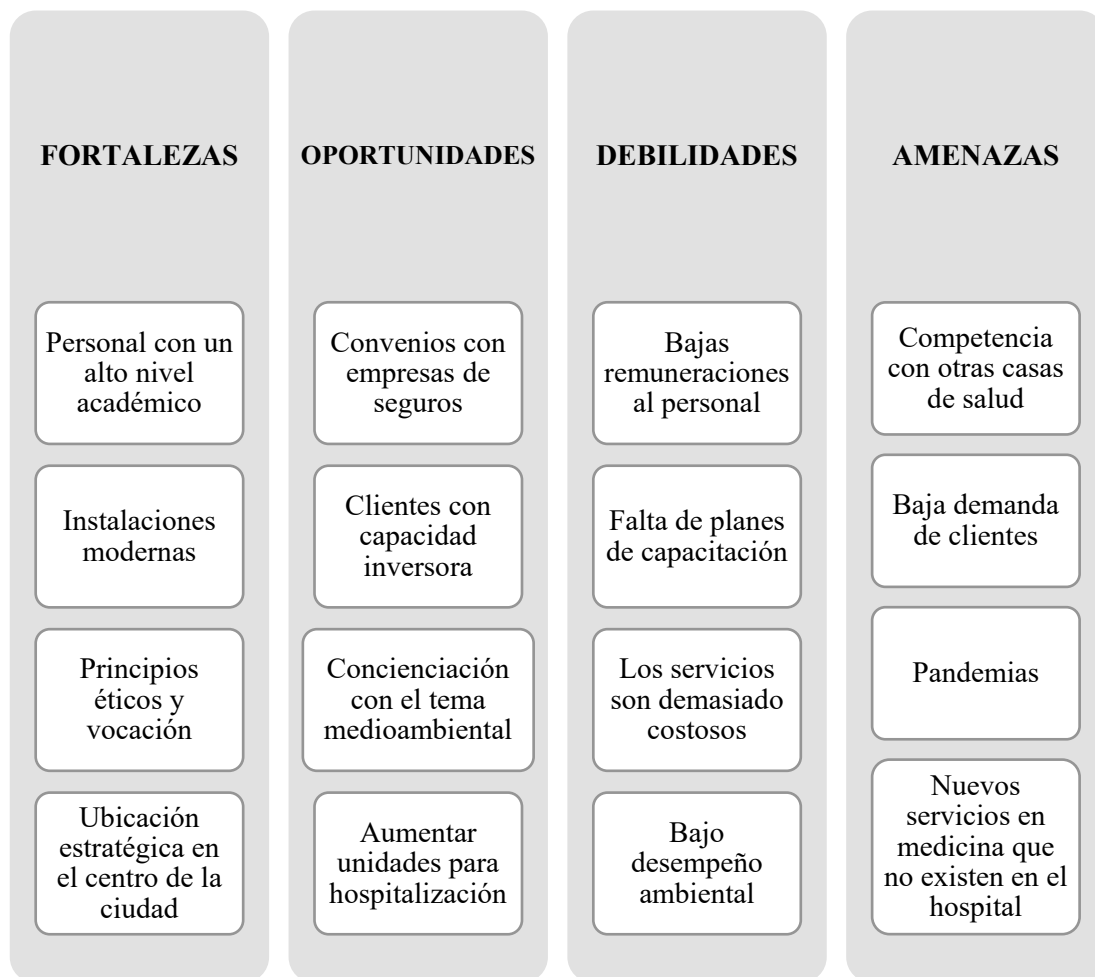 FORTALEZAS
Personal con un
alto nivel
académico
Instalaciones
modernas
Principios
éticos y
vocación
Ubicación
estratégica en
el centro de la
ciudad
OPORTUNIDADES
Convenios con
empresas de
seguros
Clientes con
capacidad
inversora
Concienciación
con el tema
medioambiental
Aumentar
unidades para
hospitalización
DEBILIDADES
Bajas
remuneraciones
al personal
Falta de planes
de capacitación
Los servicios
son demasiado
costosos
Bajo
desempeño
ambiental
AMENAZAS
Competencia
con otras casas
de salud
Baja demanda
de clientes
Pandemias
Nuevos
servicios en
medicina que
no existen en el
hospital